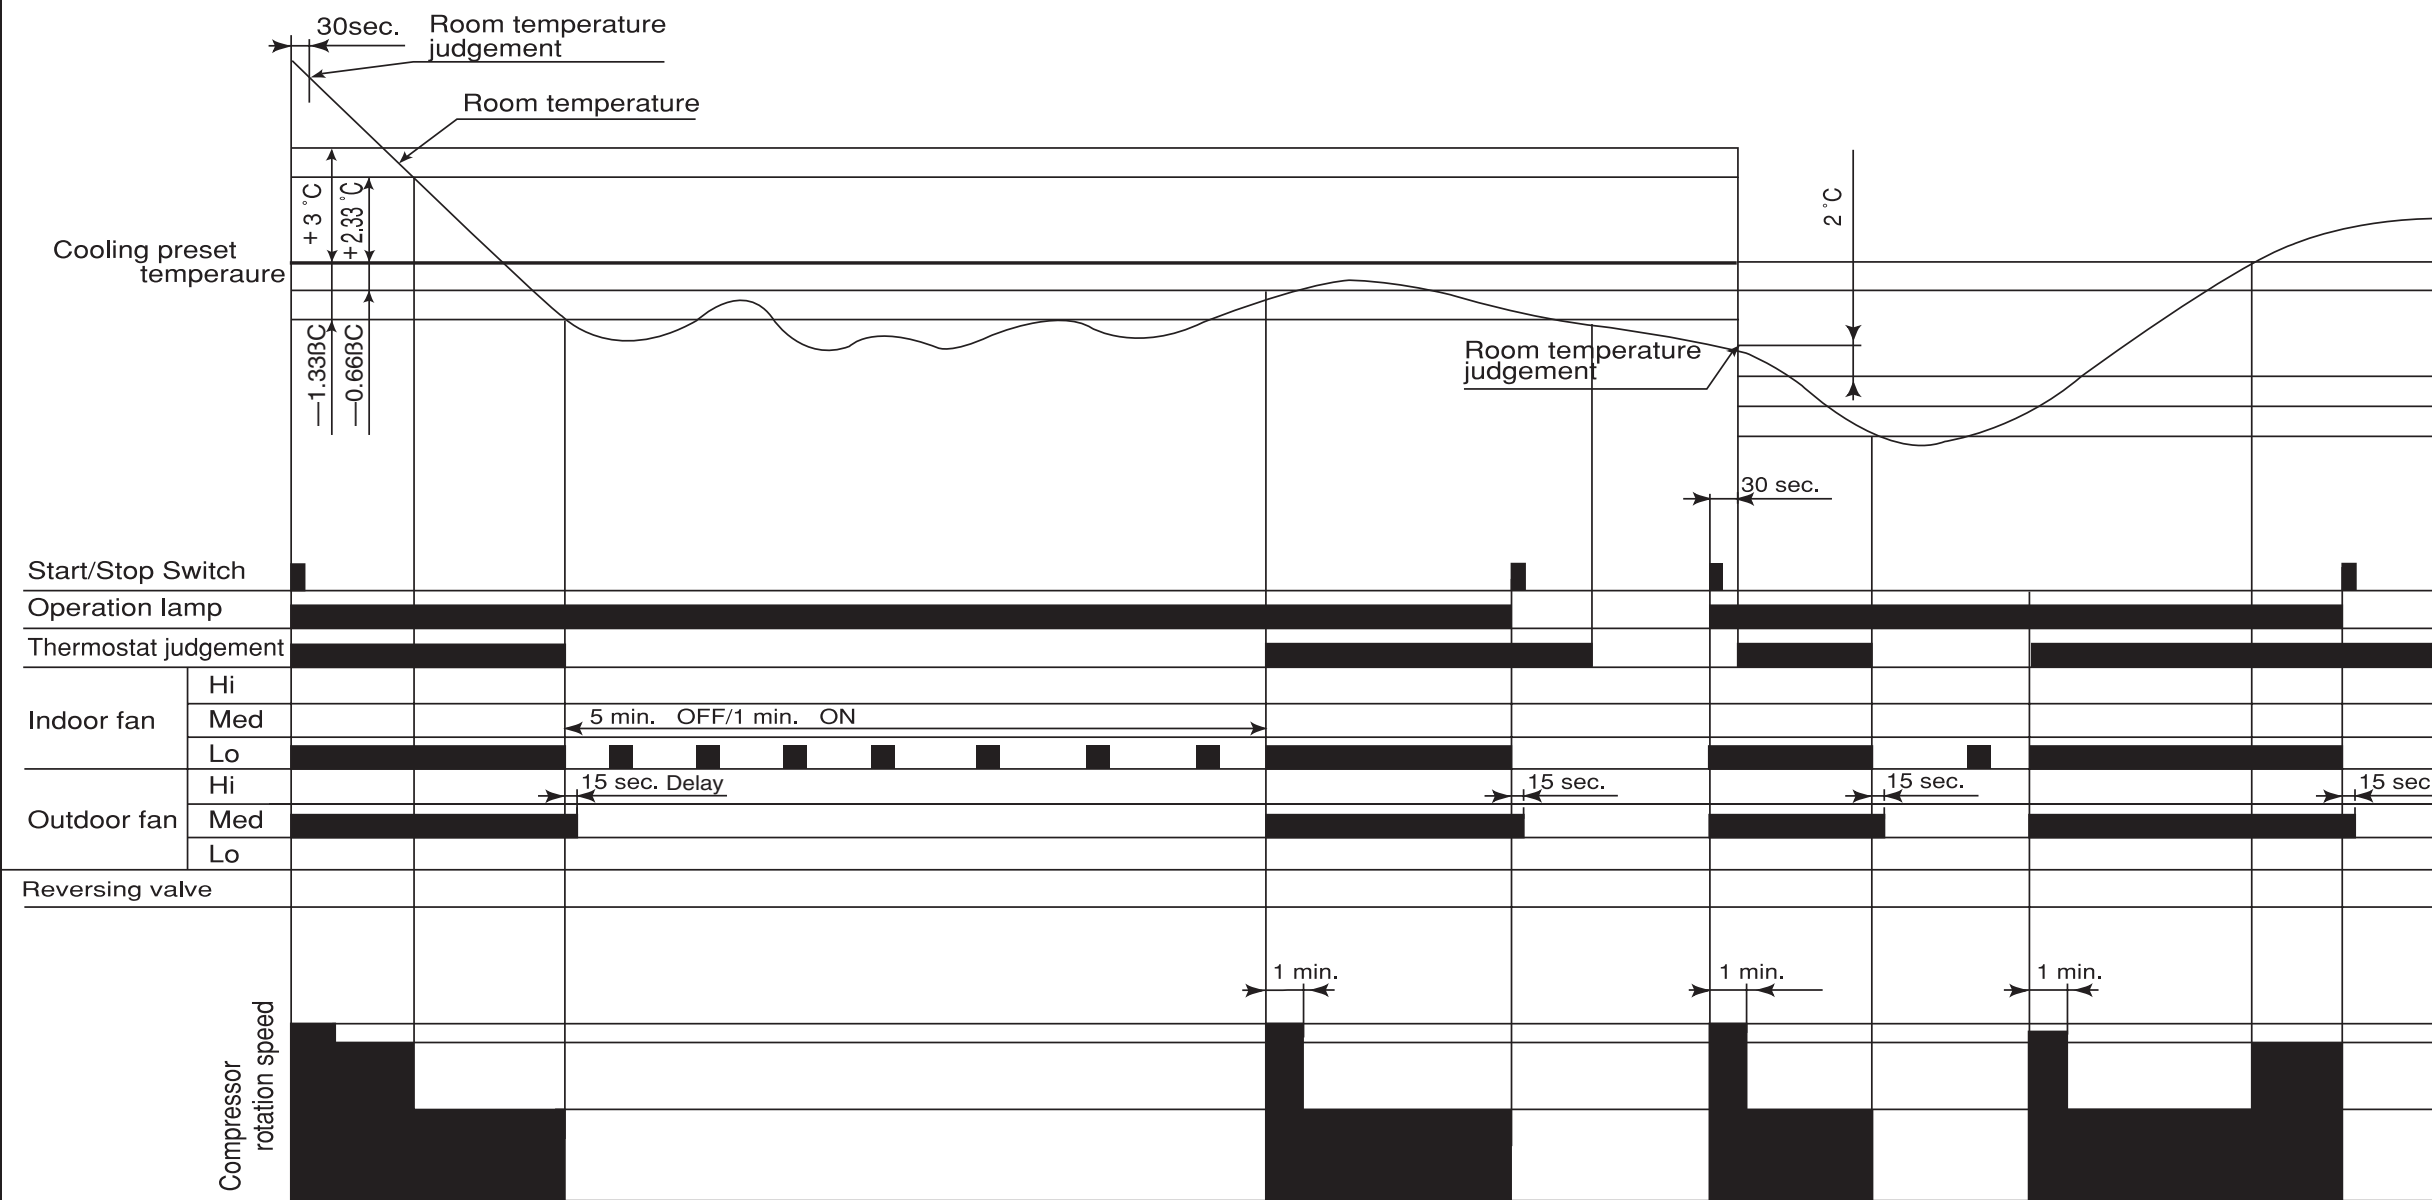 30sec.
Room temperature
judgement
Room temperature
+ 3 °C
+2.33 °C
2 °C
Cooling preset
temperaure
—1.33ßC
—0.66ßC
Room temperature
judgement
30 sec.
Start/Stop Switch
Operation lamp
Thermostat judgement
Hi
Indoor fan
Med
5 min. OFF/1 min. ON
Lo
Hi
15 sec. Delay
15 sec.
15 sec.
15 sec
Outdoor fan
Med
Lo
Reversing valve
1 min.
1 min.
1 min.
Compressor
rotation speed